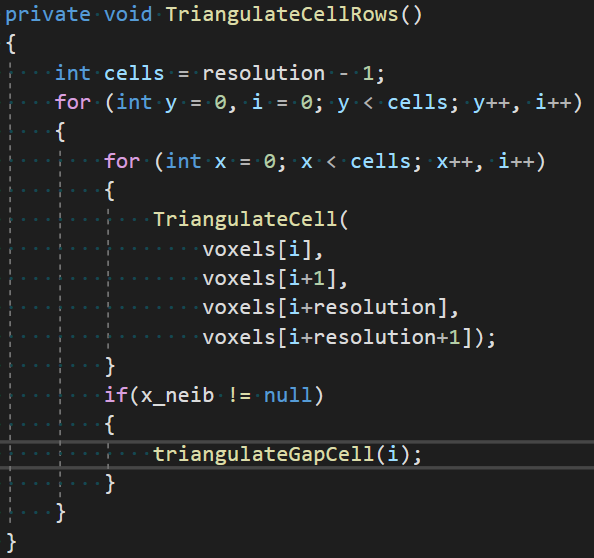 private void TriangulateCellRows()
{
    int cells = resolution - 1;
    for (int y = 0, i = 0; y < cells; y++, i++)
    {
        for (int x = 0; x < cells; x++, i++)
        {
            TriangulateCell(
                voxels[i],
                voxels[i+1],
                voxels[i+resolution],
                voxels[i+resolution+1]);
        }
        if(x_neib != null)
        {
            triangulateGapCell(i);
        }
    }
}